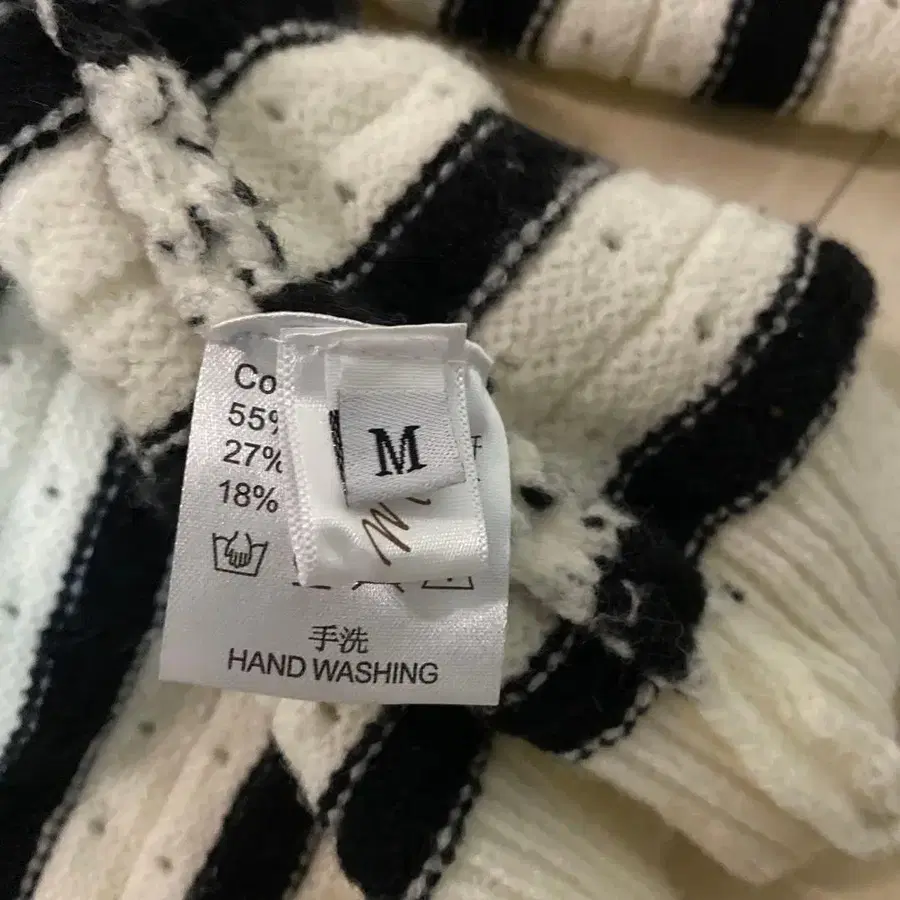 Co
55%
27%
18%
M
手洗
HAND WASHING